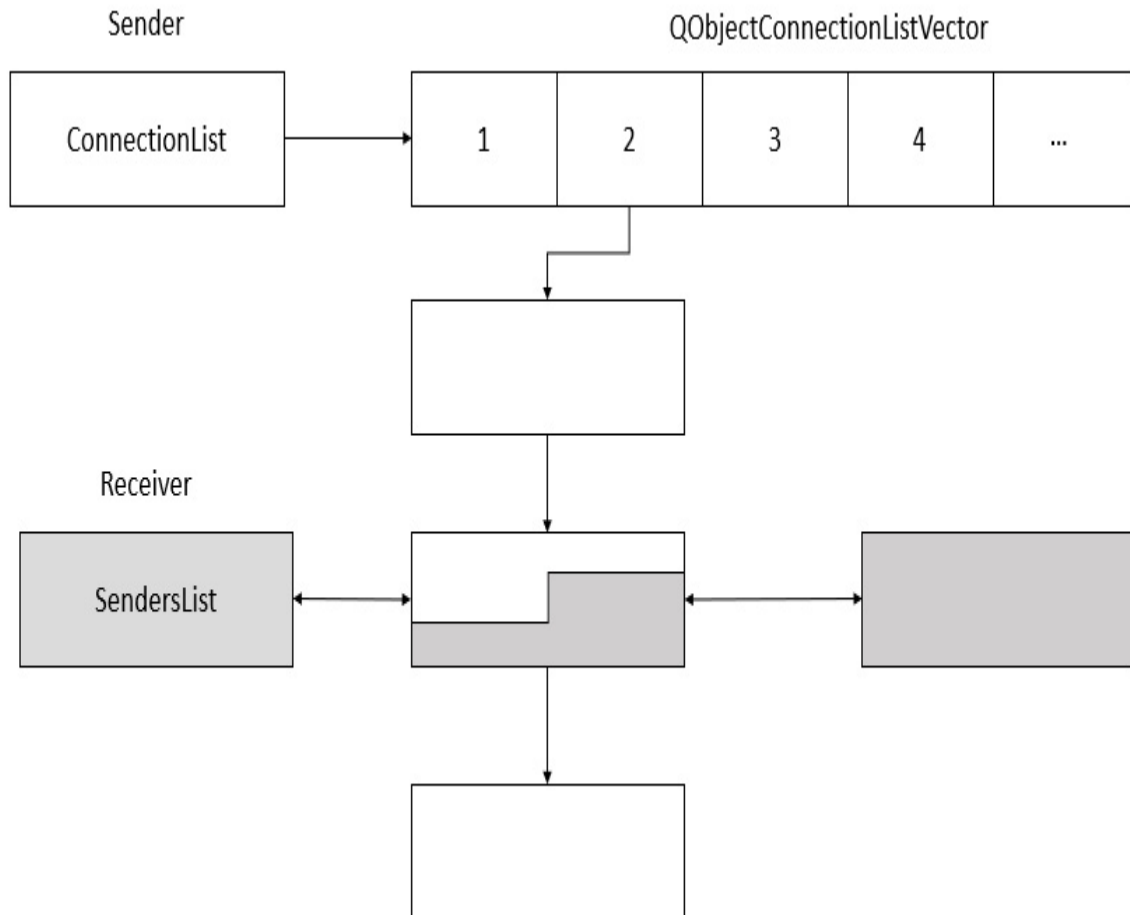 Sender
QObjectConnectionListVector
ConnectionList
1
2
3
4
...
Receiver
SendersList